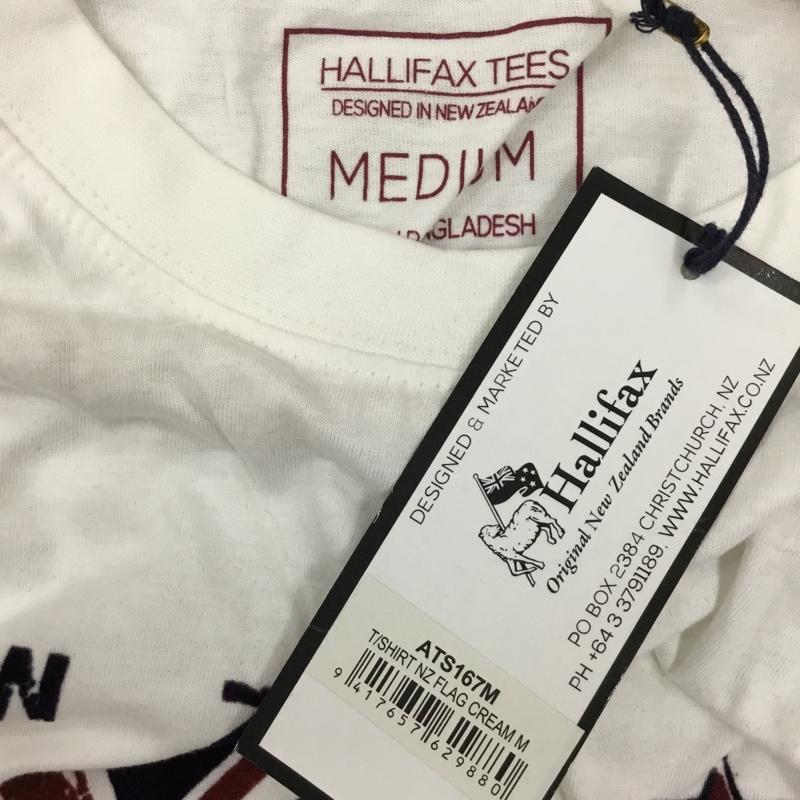 HALLIFAX TEES
DESIGNED IN NEW
MEDIUM
DESIGNED & MARKETED BY
Hallifax
Original New Zealand Brands
PO BOX 2384 CHRISTCHURCH, NZ
PH +64 3 3791189. WWW.HALLIFAX.CO.NZ
ATS167M
T/SHIRT NZ FLAG CREAM M
9 417657 629880